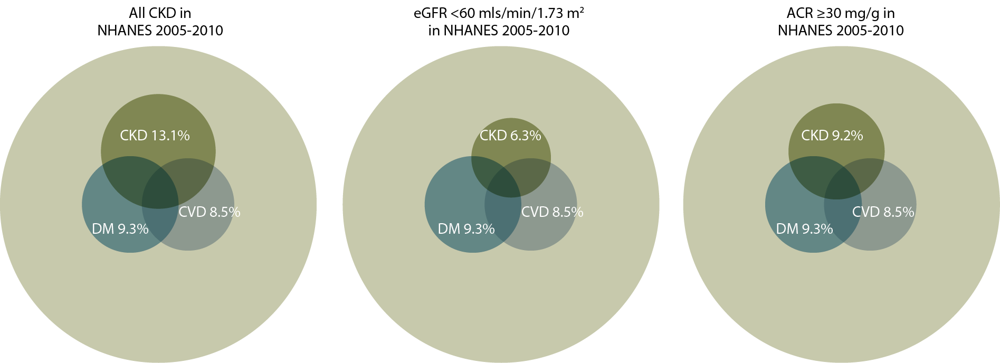 All CKD in
NHANES 2005-2010
CKD 13.1%
CVD 8.5%
DM 9.3%
eGFR <60 mls/min/1.73 m²
in NHANES 2005-2010
CKD 6.3%
CVD 8.5%
DM 9.3%
ACR ≥30 mg/g in
NHANES 2005-2010
CKD 9.2%
CVD 8.5%
DM 9.3%